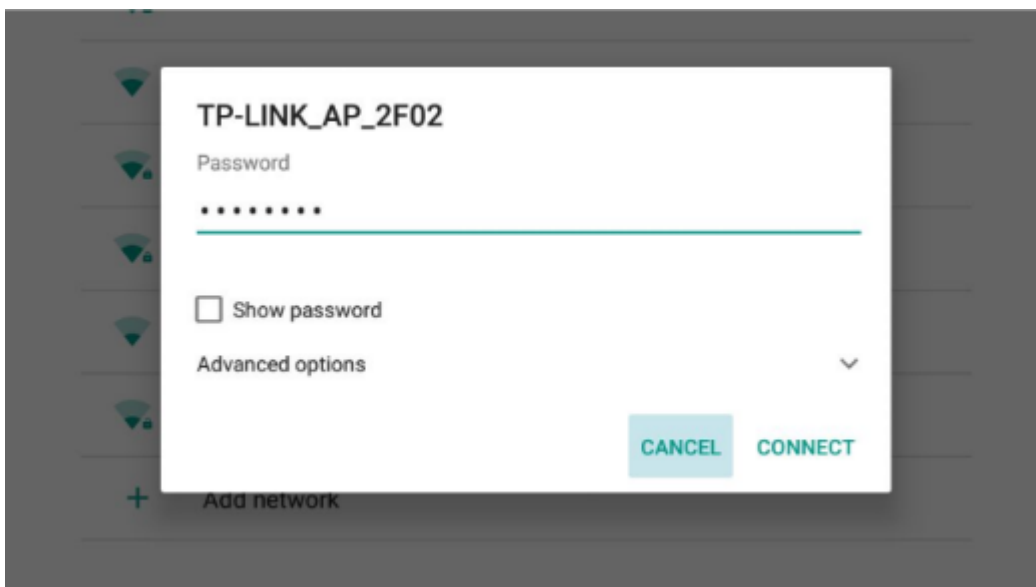 TP-LINK_AP_2F02
Password
••••••••
Show password
Advanced options
CANCEL CONNECT
Add network